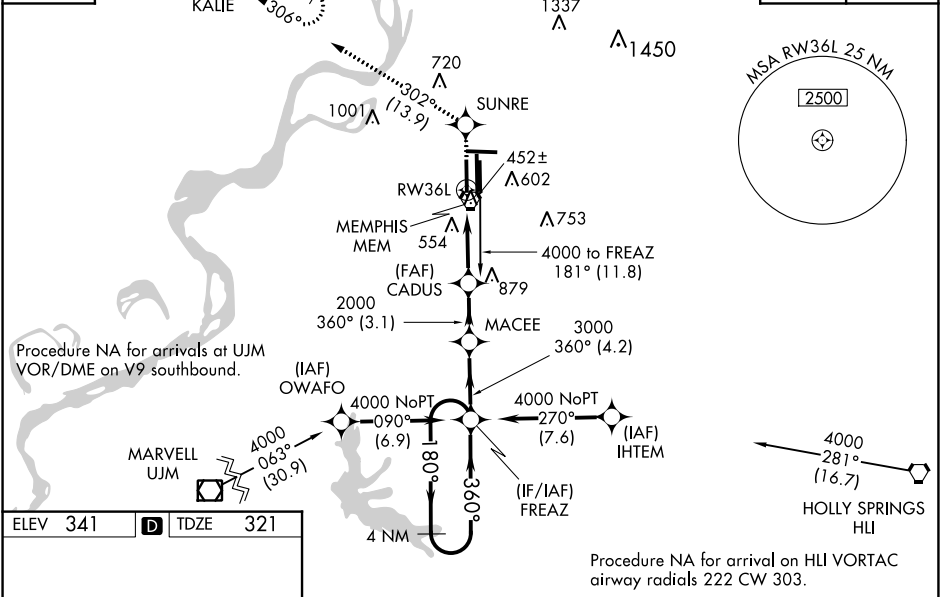 KALIE
306°
1337
1450
MSA RW36L 25 NM
2500
720
302°
(13.9)
1001
SUNRE
452±
602
RW36L
MEMPHIS
MEM
554
753
4000 to FREAZ
181° (11.8)
(FAF)
CADUS
879
2000
360° (3.1)
MACEE
3000
360° (4.2)
Procedure NA for arrivals at UJM
VOR/DME on V9 southbound.
(IAF)
OWAFO
4000 NoPT
090°
(6.9)
4000 NoPT
270°
(7.6)
(IAF)
IHTEM
MARVELL
UJM
4000
063°
(30.9)
180°
360°
(IF/IAF)
FREAZ
4000
281°
(16.7)
HOLLY SPRINGS
HLI
4 NM
ELEV 341 D TDZE 321
Procedure NA for arrival on HLI VORTAC
airway radials 222 CW 303.